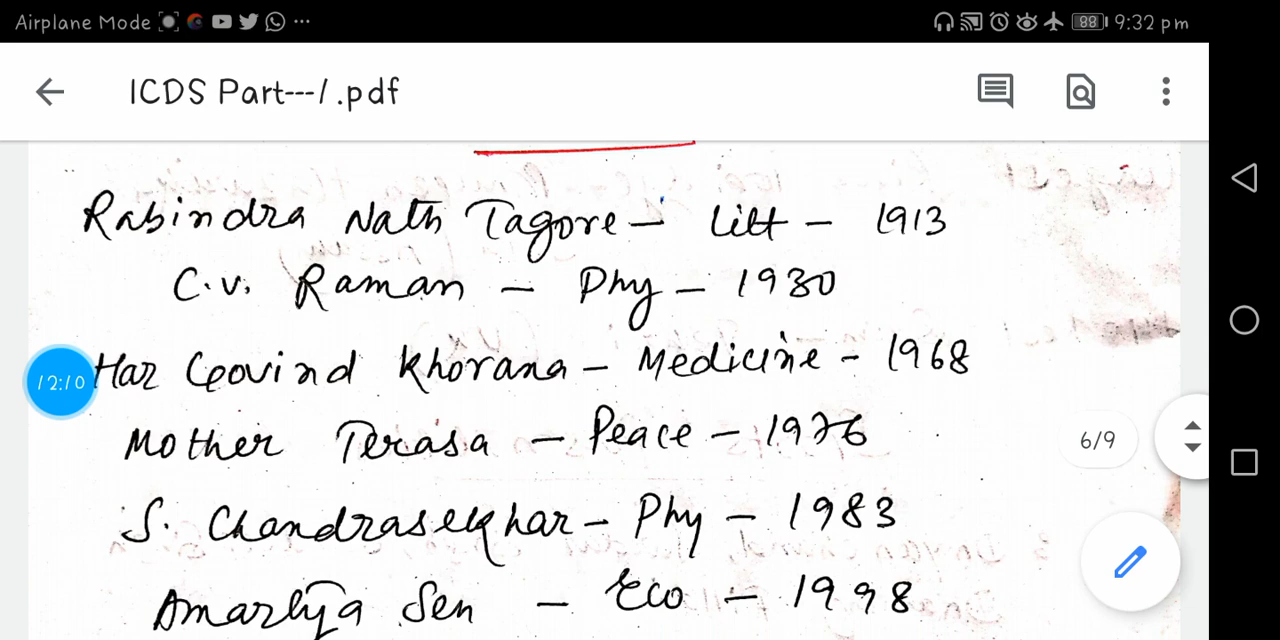 Airplane Mode ...
88 9:32 pm
ICDS Part---1 .pdf
Rabindra Nath Tagore – Litt – 1913
C.V. Raman – Phy – 1930
12:10
Har Govind Khorana – Medicine – 1968
Mother Terasa – Peace – 1976
6/9
S. Chandrasekhar – Phy – 1983
Amartya Sen – Eco – 1998